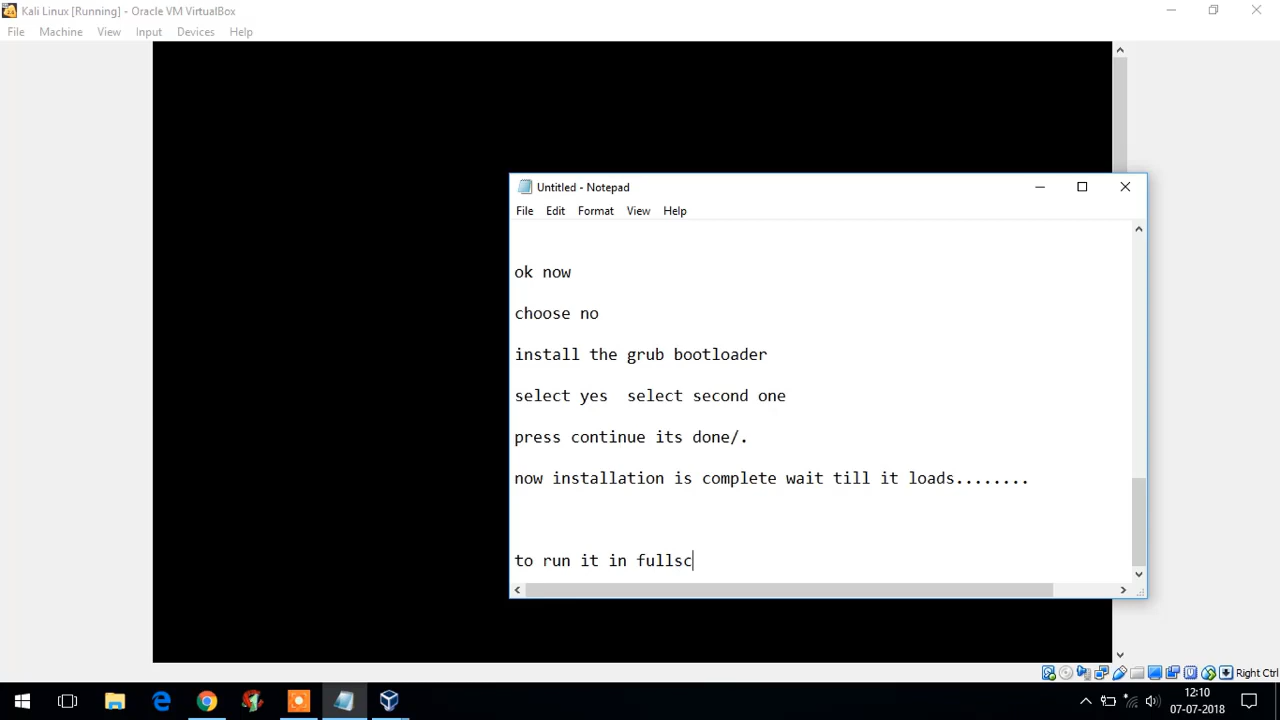 Kali Linux [Running] - Oracle VM VirtualBox
File Machine View Input Devices Help
Untitled - Notepad
File Edit Format View Help
ok now
choose no
install the grub bootloader
select yes  select second one
press continue its done/.
now installation is complete wait till it loads........
to run it in fullsc
Right Ctrl
12:10
07-07-2018